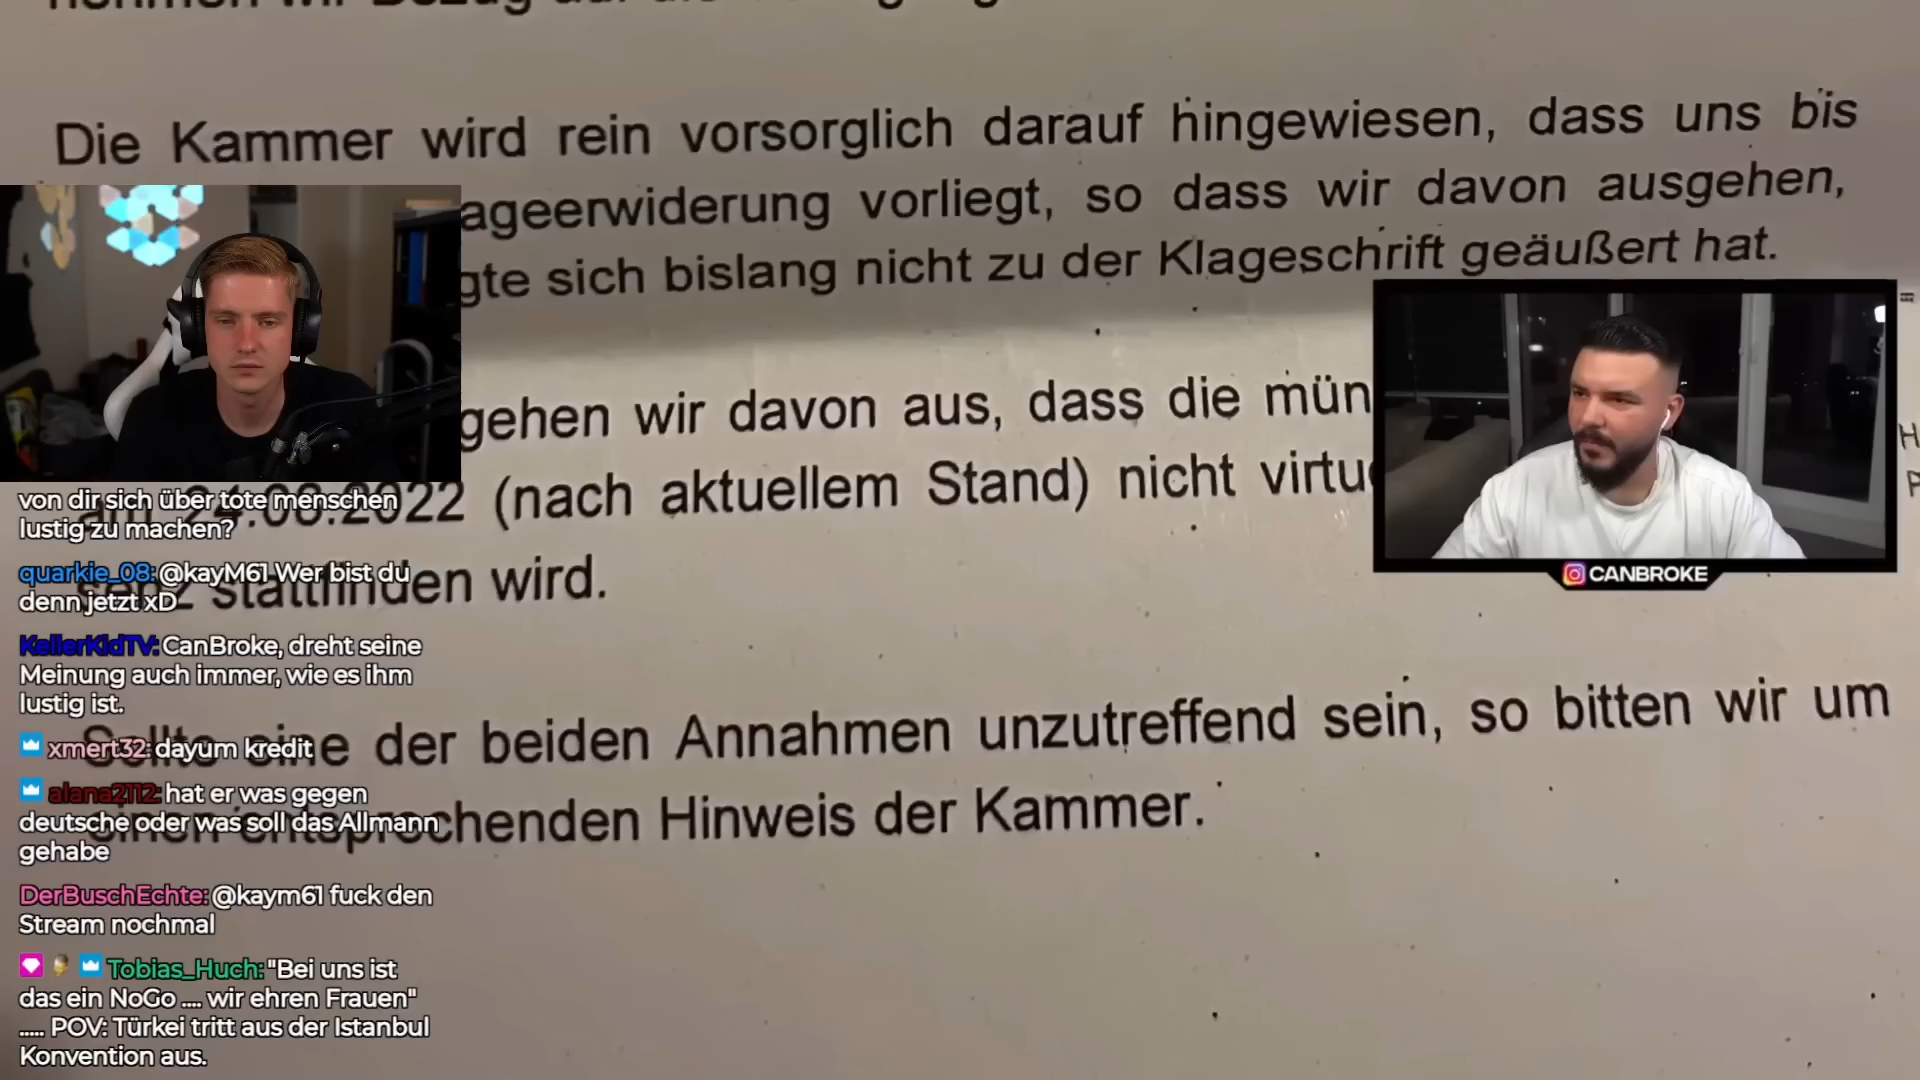 Die Kammer wird rein vorsorglich darauf hingewiesen, dass uns bis
ageerwiderung vorliegt, so dass wir davon ausgehen,
gte sich bislang nicht zu der Klageschrift geäußert hat.
gehen wir davon aus, dass die mün
2022 (nach aktuellem Stand) nicht virtu
stattfinden wird.
Sollte eine der beiden Annahmen unzutreffend sein, so bitten wir um
einen entsprechenden Hinweis der Kammer.
CANBROKE
von dir sich über tote menschen
lustig zu machen?
quarkie_08: @kayM61 Wer bist du
denn jetzt xD
KellerKidTV: CanBroke, dreht seine
Meinung auch immer, wie es ihm
lustig ist.
xmert32: dayum kredit
alana2112: hat er was gegen
deutsche oder was soll das Allmann
gehabe
DerBuschEchte: @kaym61 fuck den
Stream nochmal
Tobias_Huch: "Bei uns ist
das ein NoGo .... wir ehren Frauen"
..... POV: Türkei tritt aus der Istanbul
Konvention aus.